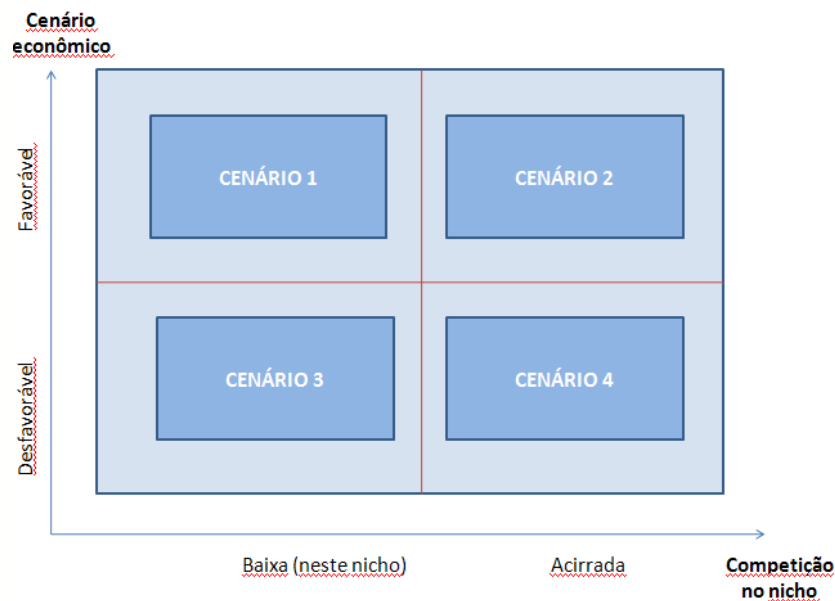 Cenário
econômico
Favorável
CENÁRIO 1
CENÁRIO 2
Desfavorável
CENÁRIO 3
CENÁRIO 4
Baixa (neste nicho)
Acirrada
Competição
no nicho